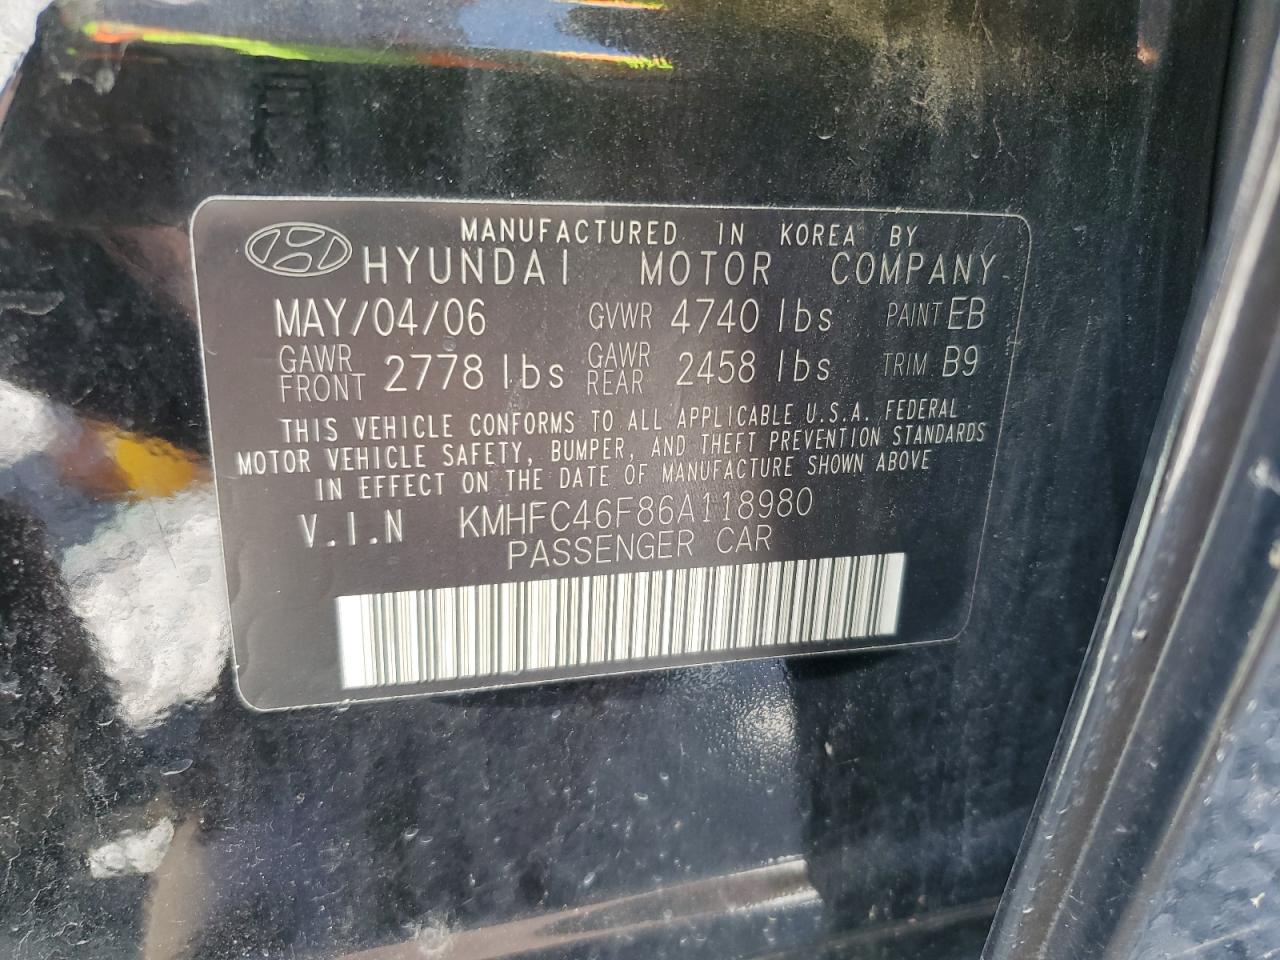 MANUFACTURED IN KOREA BY
HYUNDAI MOTOR COMPANY
MAY/04/06 GVWR 4740 lbs PAINT EB
GAWR FRONT 2778 lbs GAWR REAR 2458 lbs TRIM B9
THIS VEHICLE CONFORMS TO ALL APPLICABLE U.S.A. FEDERAL
MOTOR VEHICLE SAFETY, BUMPER, AND THEFT PREVENTION STANDARDS
IN EFFECT ON THE DATE OF MANUFACTURE SHOWN ABOVE
V.I.N KMHFC46F86A118980
PASSENGER CAR